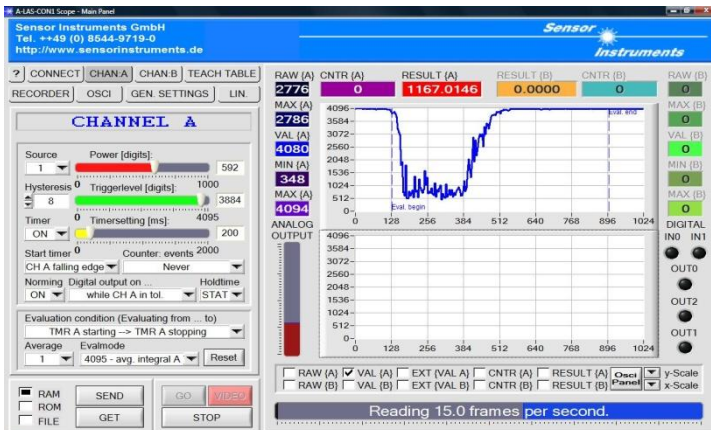 A-LAS-CON1 Scope - Main Panel
Sensor Instruments GmbH
Tel. ++49 (0) 8544-9719-0
http://www.sensorinstruments.de
Sensor
Instruments
? CONNECT CHAN:A CHAN:B TEACH TABLE
RECORDER OSCI GEN. SETTINGS LIN.
CHANNEL A
Source Power [digits]:
1 592
Hysteresis 0 Triggerlevel [digits]: 1000
8 3884
Timer 0 Timersetting [ms]: 4095
ON 200
Start timer 0 Counter: events 2000
CH A falling edge Never
Norming Digital output on ... Holdtime
ON while CH A in tol. STAT
Evaluation condition (Evaluating from ... to)
TMR A starting --> TMR A stopping
Average Evalmode
1 4095 - avg. integral A Reset
RAM SEND GO VIDEO
ROM
FILE GET STOP
RAW {A} CNTR {A} RESULT {A} RESULT {B} CNTR {B} RAW {B}
2776 0 1167.0146 0.0000 0 0
MAX {A} MAX {B}
2786 0
VAL {A} VAL {B}
4080 0
MIN {A} MIN {B}
348 0
MAX {A} MAX {B}
4094 0
4096
3584
3072
2560
2048
1536
1024
512
0
Eval. end
Eval. begin
0 128 256 384 512 640 768 896 1024
ANALOG
OUTPUT
DIGITAL
IN0 IN1
OUT0
OUT2
OUT1
4096
3584
3072
2560
2048
1536
1024
512
0
0 128 256 384 512 640 768 896 1024
RAW {A} VAL {A} EXT {VAL A} CNTR {A} RESULT {A} Osci Panel y-Scale
RAW {B} VAL {B} EXT {VAL B} CNTR {B} RESULT {B} x-Scale
Reading 15.0 frames per second.